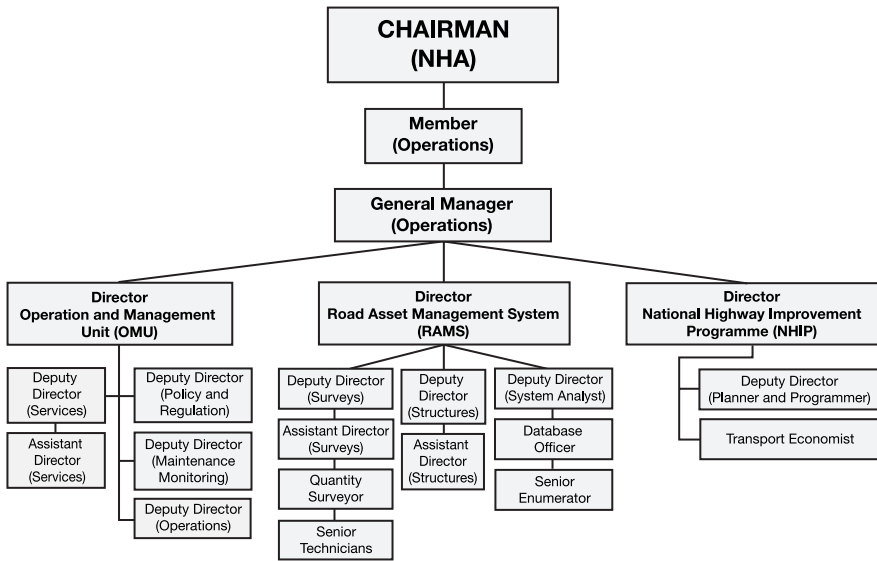 CHAIRMAN
(NHA)
Member
(Operations)
General Manager
(Operations)
Director
Operation and Management
Unit (OMU)
Director
Road Asset Management System
(RAMS)
Director
National Highway Improvement
Programme (NHIP)
Deputy
Director
(Services)
Assistant
Director
(Services)
Deputy Director
(Policy and
Regulation)
Deputy Director
(Maintenance
Monitoring)
Deputy Director
(Operations)
Deputy Director
(Surveys)
Assistant Director
(Surveys)
Quantity
Surveyor
Senior
Technicians
Deputy
Director
(Structures)
Assistant
Director
(Structures)
Deputy Director
(System Analyst)
Database
Officer
Senior
Enumerator
Deputy Director
(Planner and Programmer)
Transport Economist